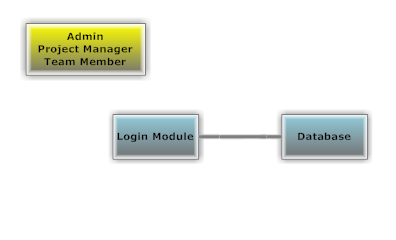 Admin
Project Manager
Team Member
Login Module
Database